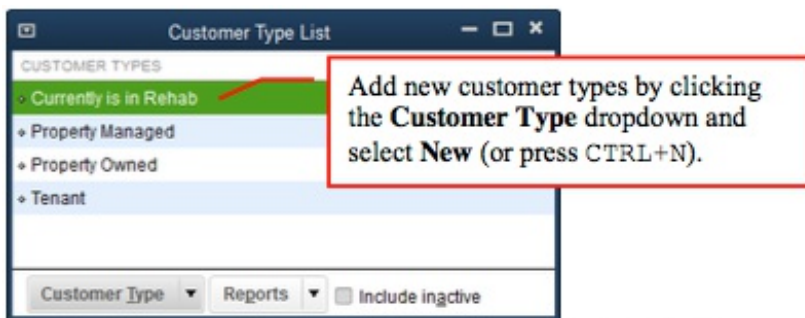 Customer Type List
CUSTOMER TYPES
Currently is in Rehab
Property Managed
Property Owned
Tenant
Add new customer types by clicking
the Customer Type dropdown and
select New (or press CTRL+N).
Customer Type Reports Include inactive